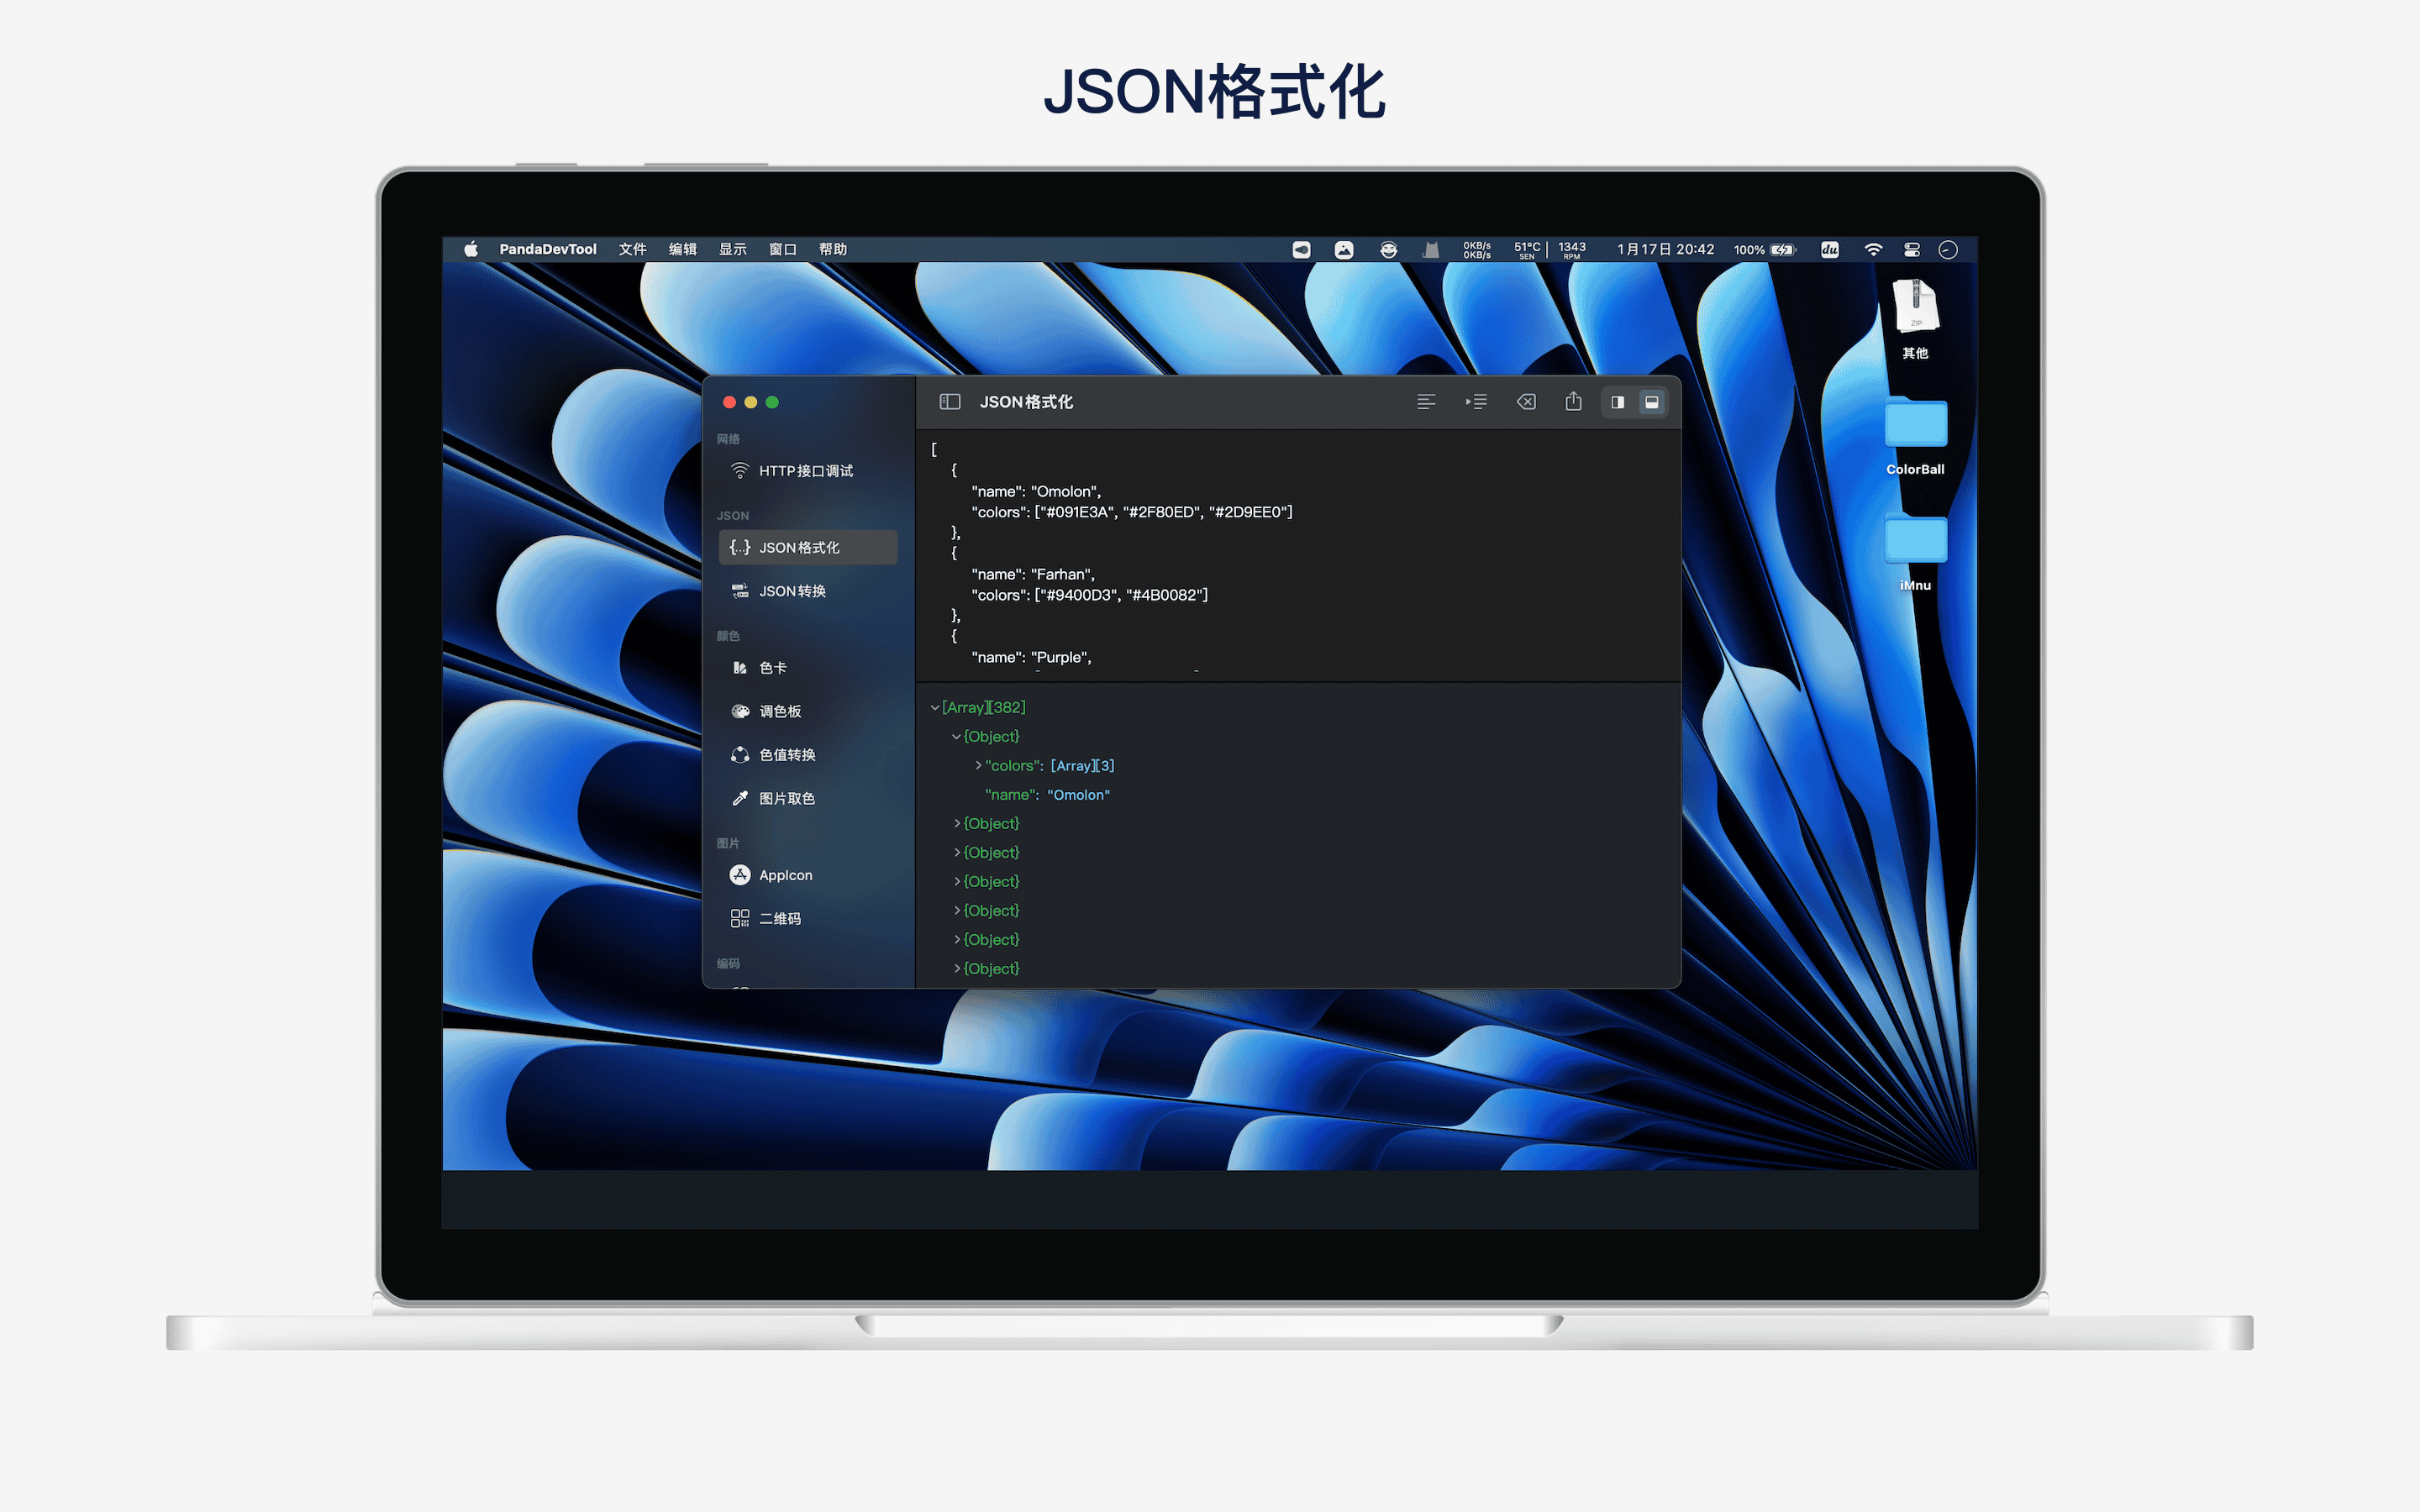 JSON格式化
PandaDevTool 文件 编辑 显示 窗口 帮助
0KB/s
0KB/s
51°C
SEN
1343
RPM
1月17日 20:42
100%
du
ZIP
其他
ColorBall
iMnu
网络
HTTP接口调试
JSON
{...} JSON格式化
JSON转换
颜色
色卡
调色板
色值转换
图片取色
图片
AppIcon
二维码
编码
JSON格式化
[
{
"name": "Omolon",
"colors": ["#091E3A", "#2F80ED", "#2D9EE0"]
},
{
"name": "Farhan",
"colors": ["#9400D3", "#4B0082"]
},
{
"name": "Purple",
[Array][382]
{Object}
"colors": [Array][3]
"name": "Omolon"
{Object}
{Object}
{Object}
{Object}
{Object}
{Object}